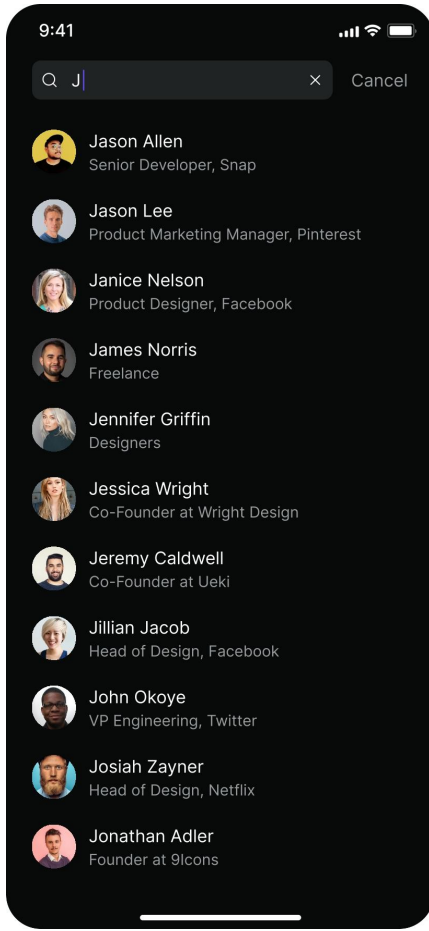 9:41
J
Cancel
Jason Allen
Senior Developer, Snap
Jason Lee
Product Marketing Manager, Pinterest
Janice Nelson
Product Designer, Facebook
James Norris
Freelance
Jennifer Griffin
Designers
Jessica Wright
Co-Founder at Wright Design
Jeremy Caldwell
Co-Founder at Ueki
Jillian Jacob
Head of Design, Facebook
John Okoye
VP Engineering, Twitter
Josiah Zayner
Head of Design, Netflix
Jonathan Adler
Founder at 9Icons